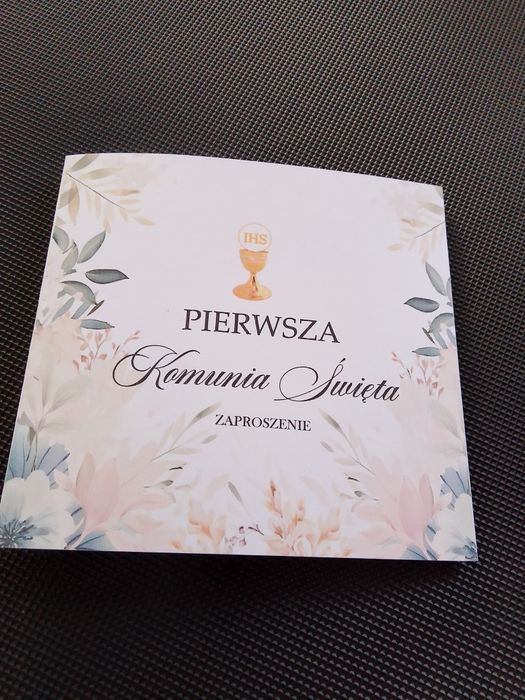 IHS
PIERWSZA
Komunia Święta
ZAPROSZENIE